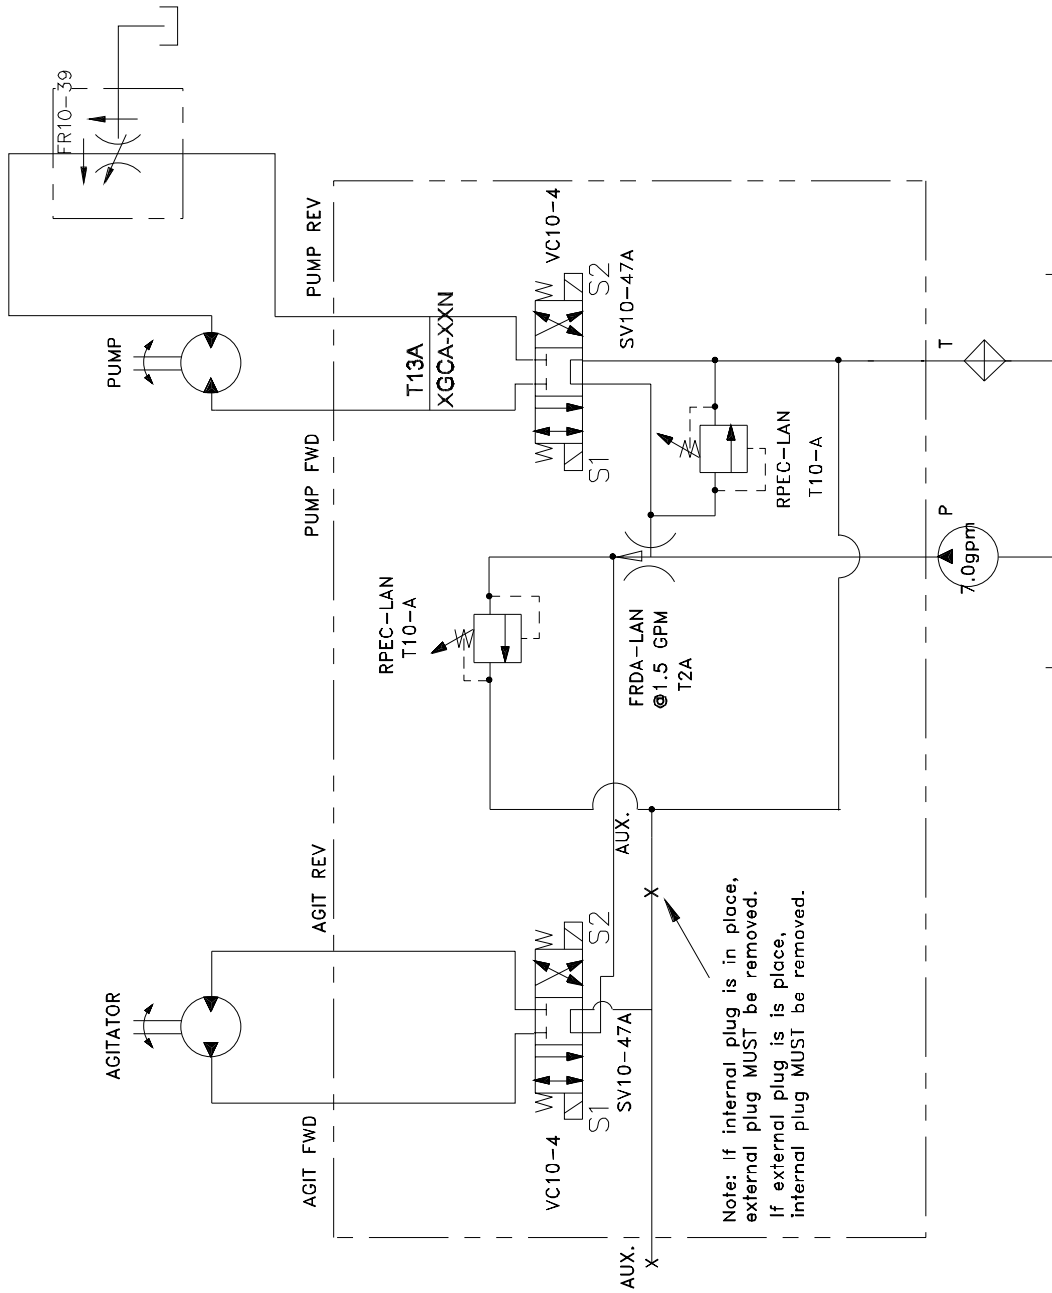 FR10-39
PUMP
PUMP REV
PUMP FWD
T13A
XGCA-XXN
VC10-4
S2
SV10-47A
S1
RPEC-LAN
T10-A
T
P
7.0gpm
RPEC-LAN
T10-A
FRDA-LAN
@1.5 GPM
T2A
AGITATOR
AGIT REV
AGIT FWD
AUX.
S2
SV10-47A
S1
VC10-4
X
Note: If internal plug is in place,
external plug MUST be removed.
If external plug is is place,
internal plug MUST be removed.
AUX.
X